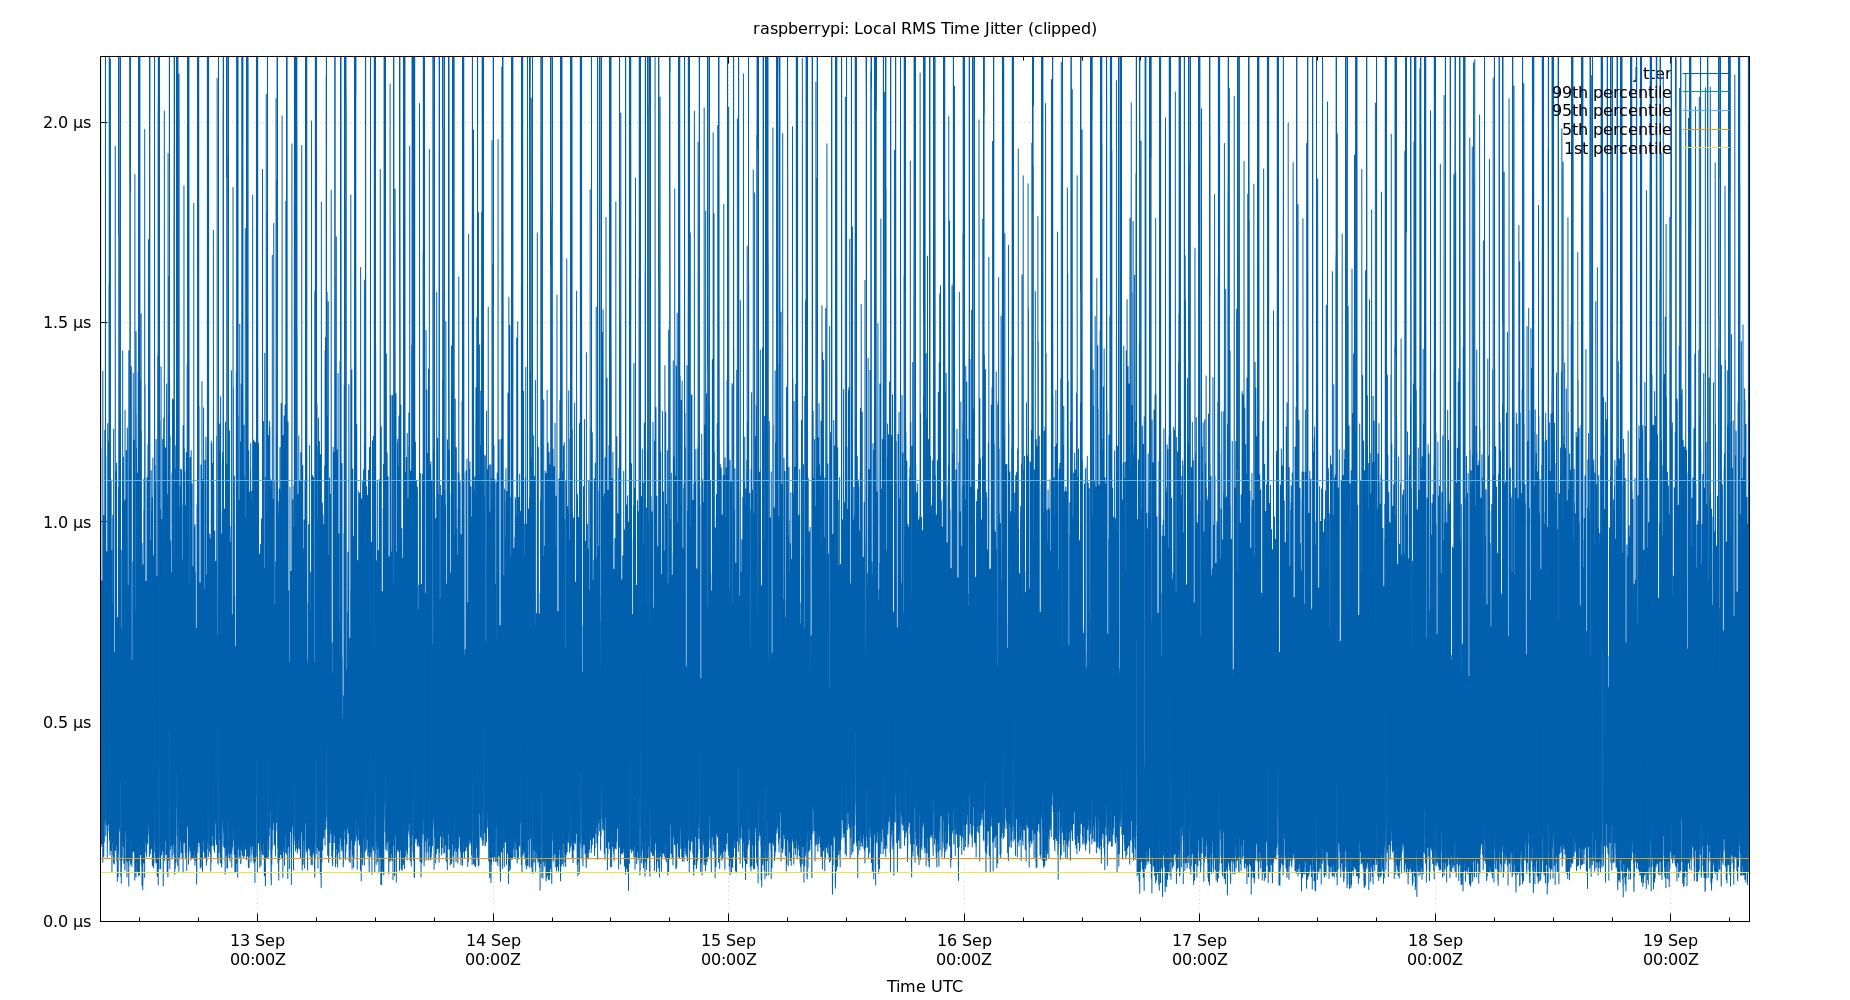 raspberrypi: Local RMS Time Jitter (clipped)
Jitter
99th percentile
95th percentile
5th percentile
1st percentile
2.0 μs
1.5 μs
1.0 μs
0.5 μs
0.0 μs
13 Sep 14 Sep 15 Sep 16 Sep 17 Sep 18 Sep 19 Sep
00:00Z 00:00Z 00:00Z 00:00Z 00:00Z 00:00Z 00:00Z
Time UTC